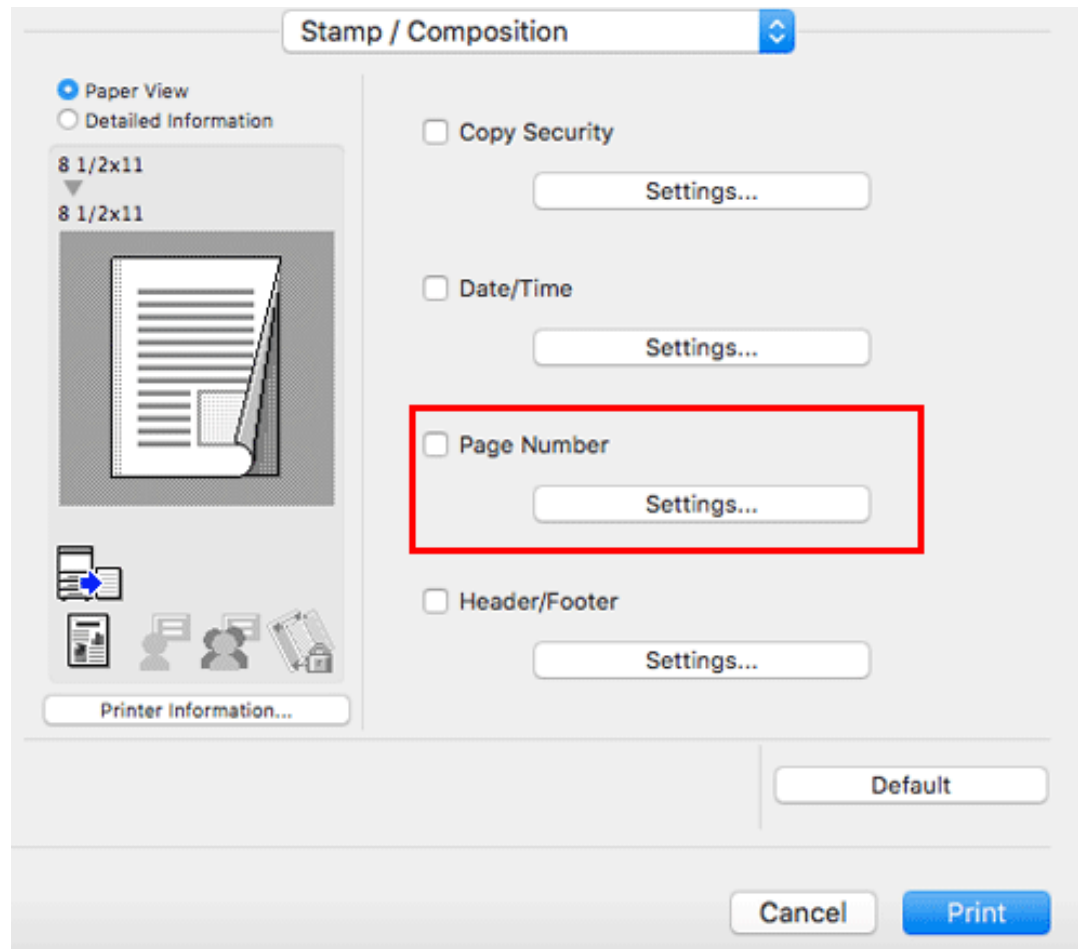 Stamp / Composition
Paper View
Detailed Information
8 1/2x11
8 1/2x11
Printer Information...
Copy Security
Settings...
Date/Time
Settings...
Page Number
Settings...
Header/Footer
Settings...
Default
Cancel
Print